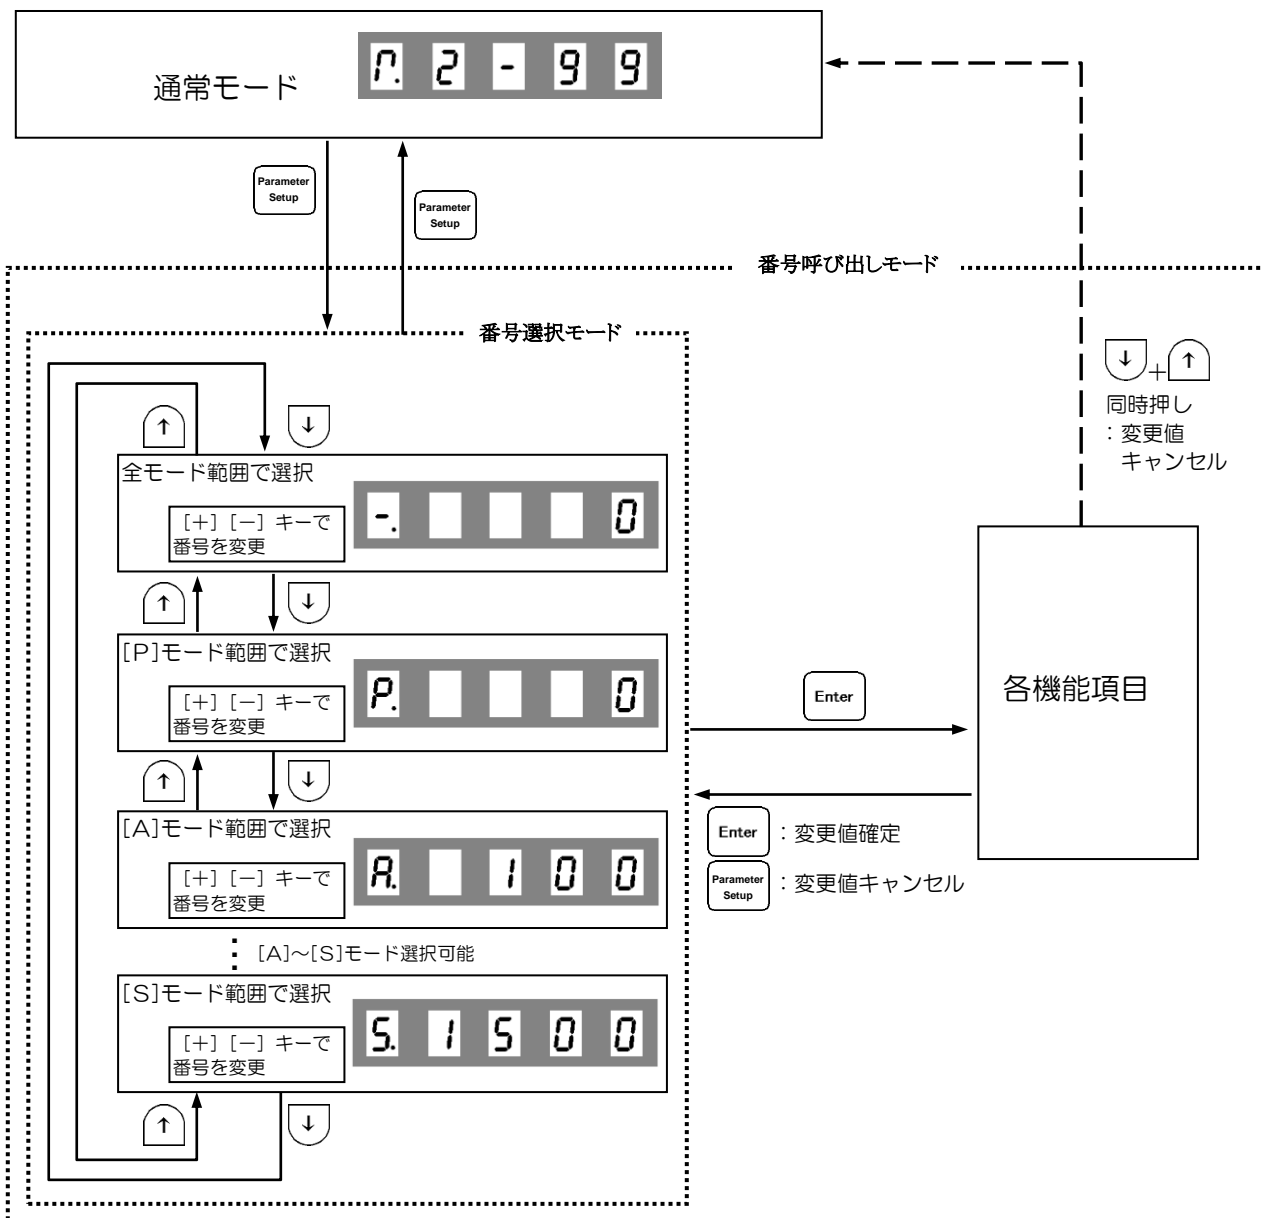 通常モード
Π. 2 - 9 9
Parameter
Setup
Parameter
Setup
番号呼び出しモード
番号選択モード
↓+↑
同時押し
：変更値
キャンセル
↑
↓
全モード範囲で選択
[+] [−] キーで
番号を変更
-. 0
↑
↓
[P]モード範囲で選択
[+] [−] キーで
番号を変更
P. 0
Enter
各機能項目
↑
↓
[A]モード範囲で選択
[+] [−] キーで
番号を変更
A. 1 0 0
Enter
：変更値確定
Parameter
Setup
：変更値キャンセル
[A]～[S]モード選択可能
[S]モード範囲で選択
[+] [−] キーで
番号を変更
S. 1 5 0 0
↑
↓